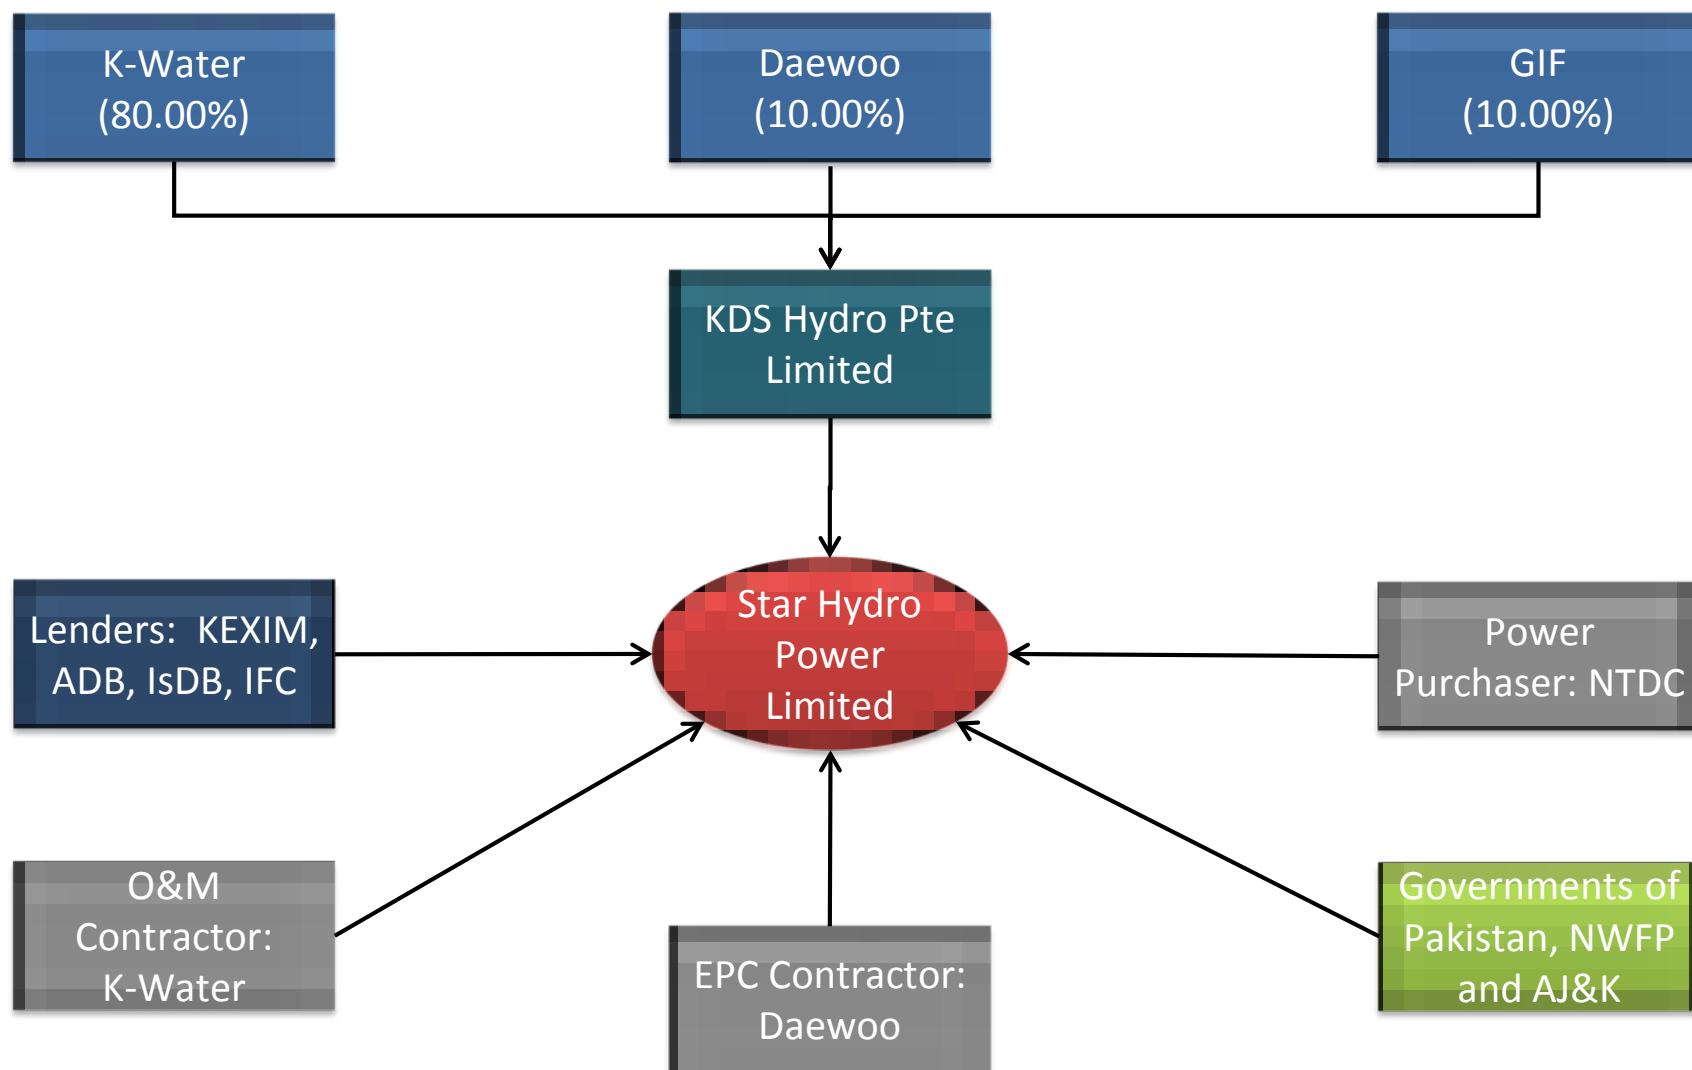 K-Water
(80.00%)
Daewoo
(10.00%)
GIF
(10.00%)
KDS Hydro Pte
Limited
Star Hydro
Power
Limited
Lenders:  KEXIM,
ADB, IsDB, IFC
Power
Purchaser: NTDC
O&M
Contractor:
K-Water
EPC Contractor:
Daewoo
Governments of
Pakistan, NWFP
and AJ&K